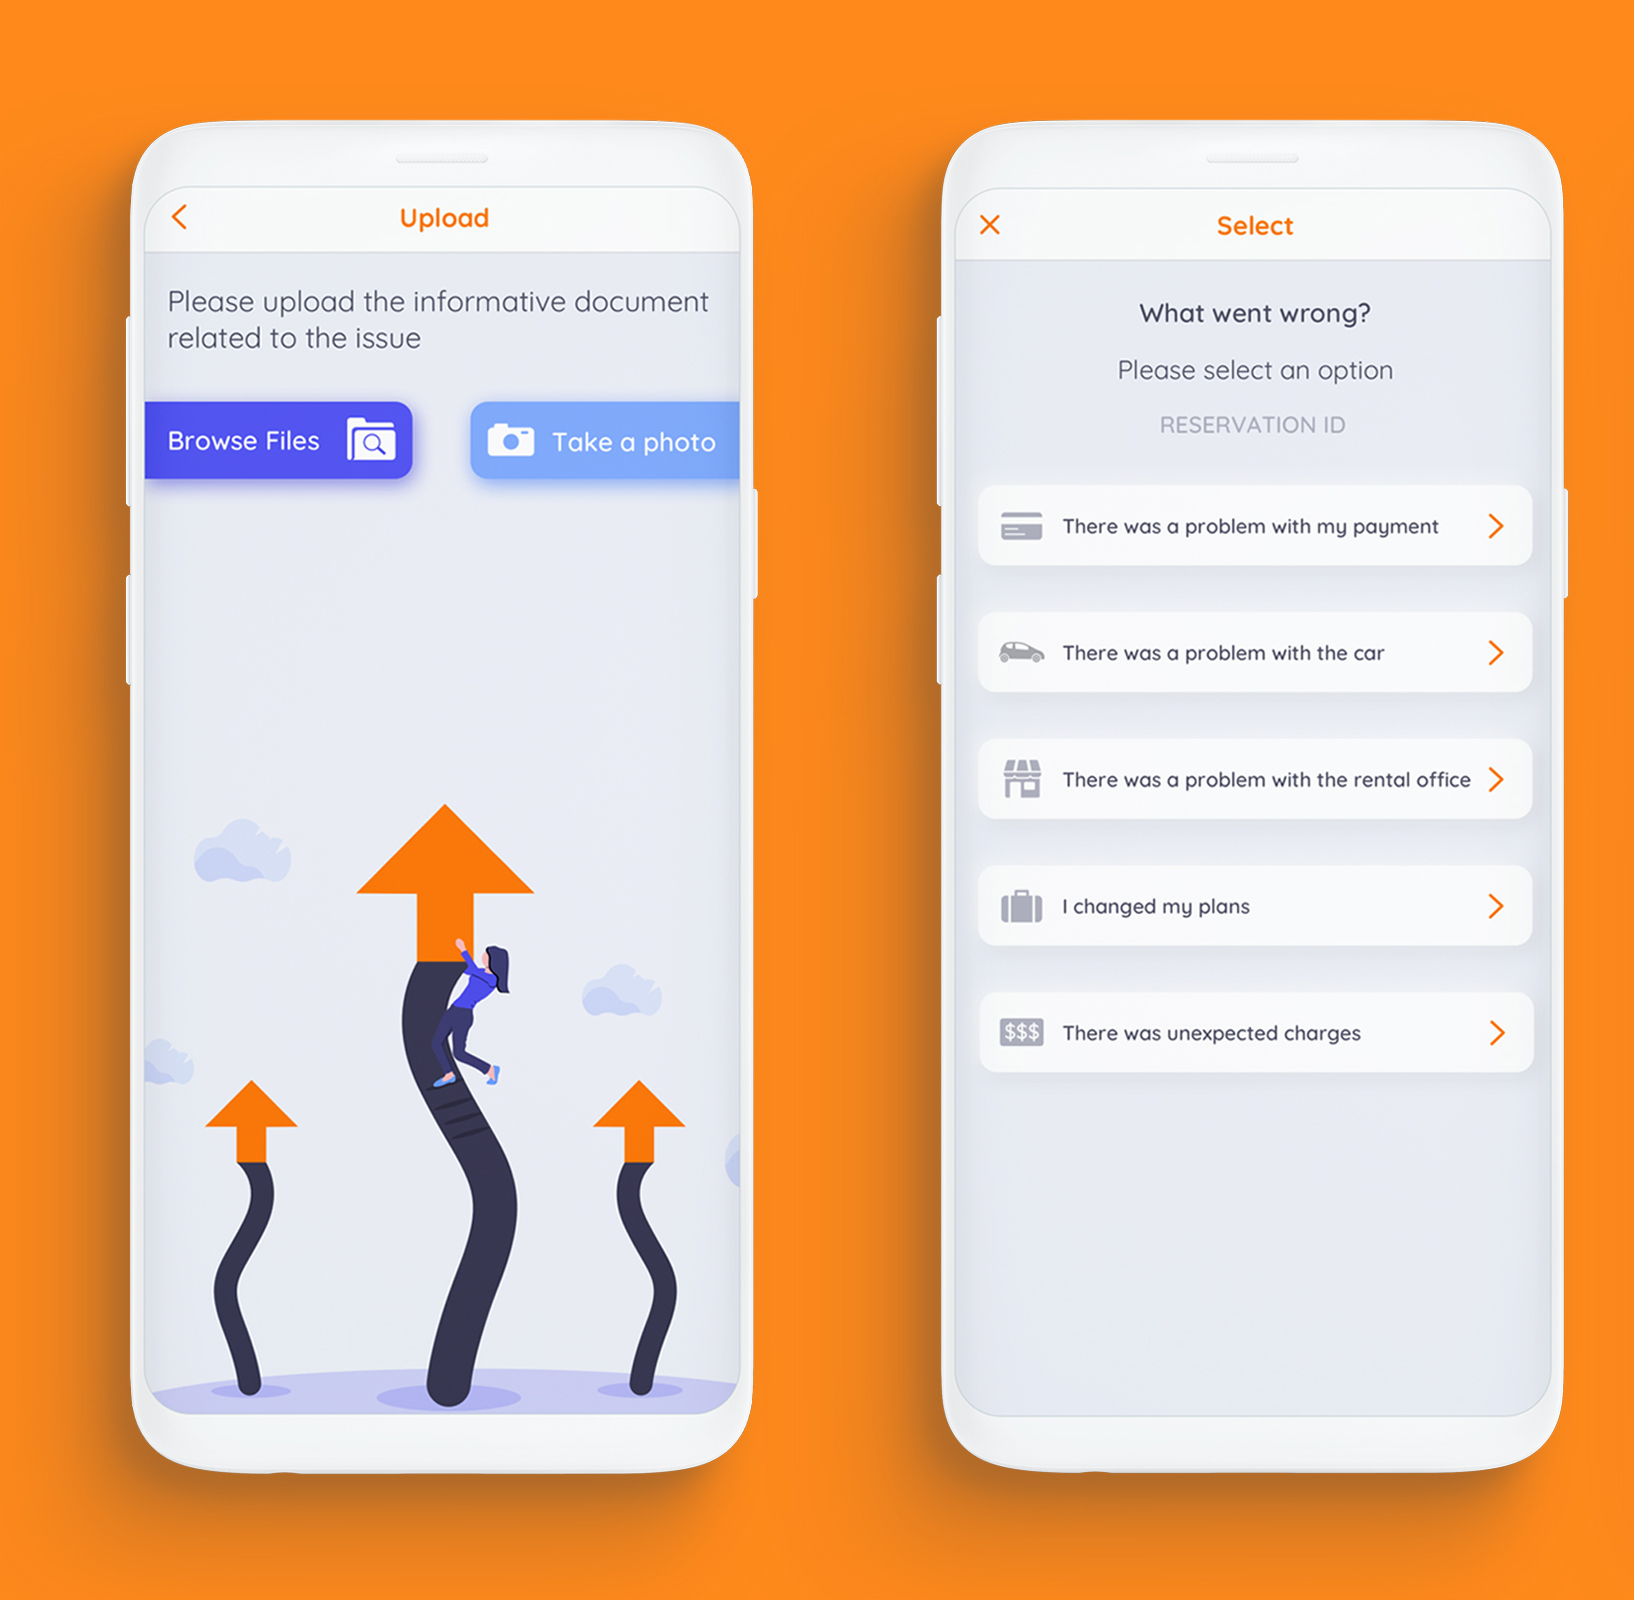 Upload
Please upload the informative document
related to the issue
Browse Files
Take a photo
Select
What went wrong?
Please select an option
RESERVATION ID
There was a problem with my payment
There was a problem with the car
There was a problem with the rental office
I changed my plans
$$$ There was unexpected charges